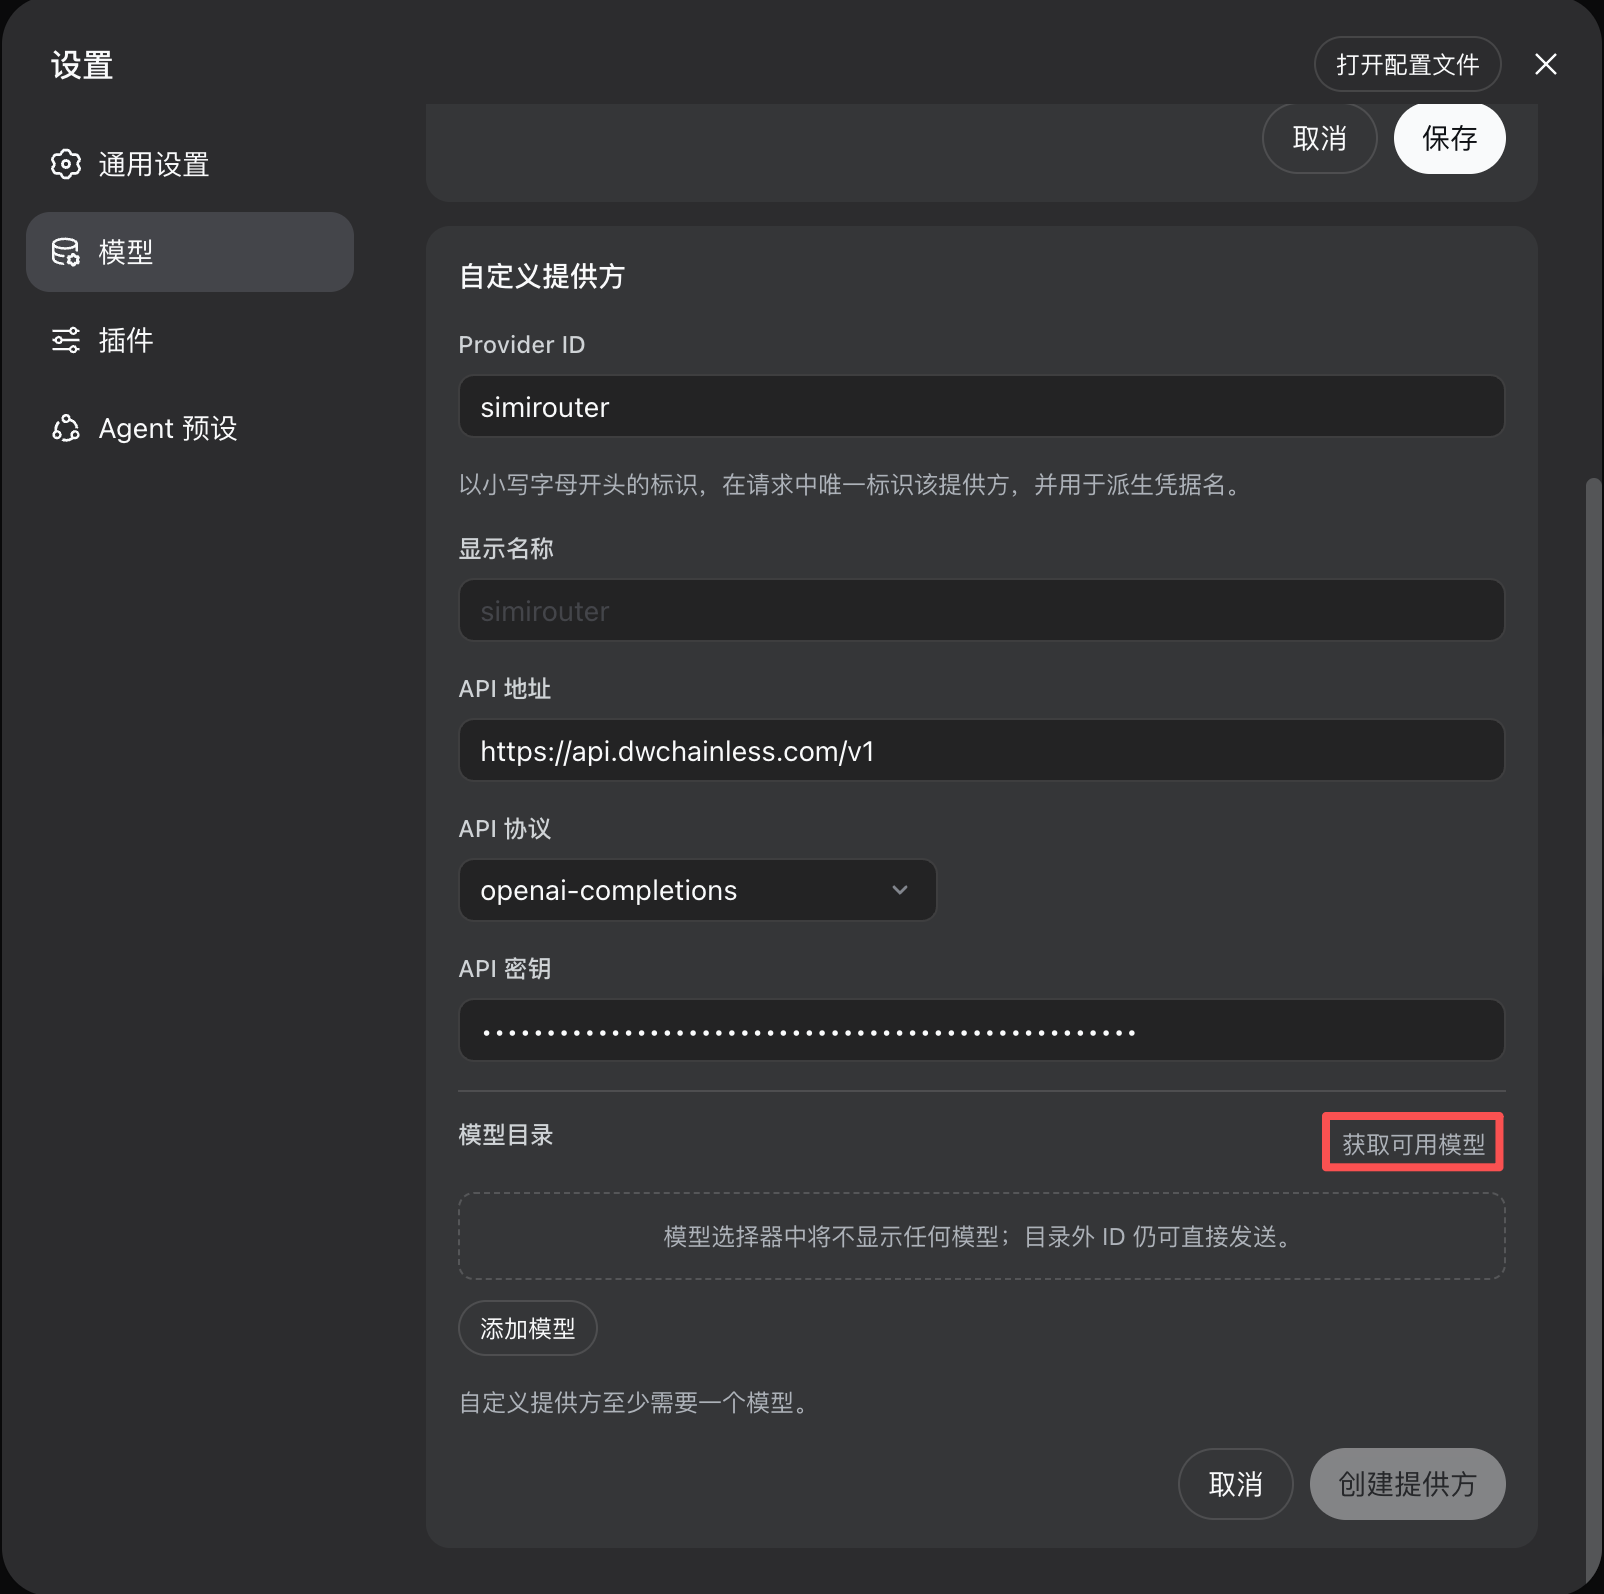 设置
打开配置文件
通用设置
模型
插件
Agent 预设
取消
保存
自定义提供方
Provider ID
simirouter
以小写字母开头的标识，在请求中唯一标识该提供方，并用于派生凭据名。
显示名称
simirouter
API 地址
https://api.dwchainless.com/v1
API 协议
openai-completions
API 密钥
模型目录
获取可用模型
模型选择器中将不显示任何模型；目录外 ID 仍可直接发送。
添加模型
自定义提供方至少需要一个模型。
取消
创建提供方